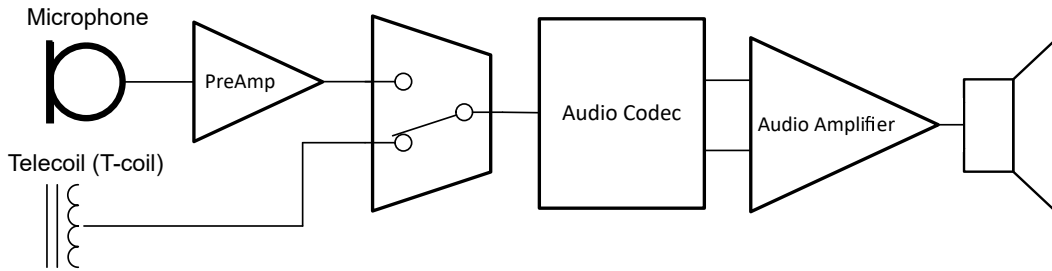 Microphone
PreAmp
Audio Codec
Audio Amplifier
Telecoil (T-coil)